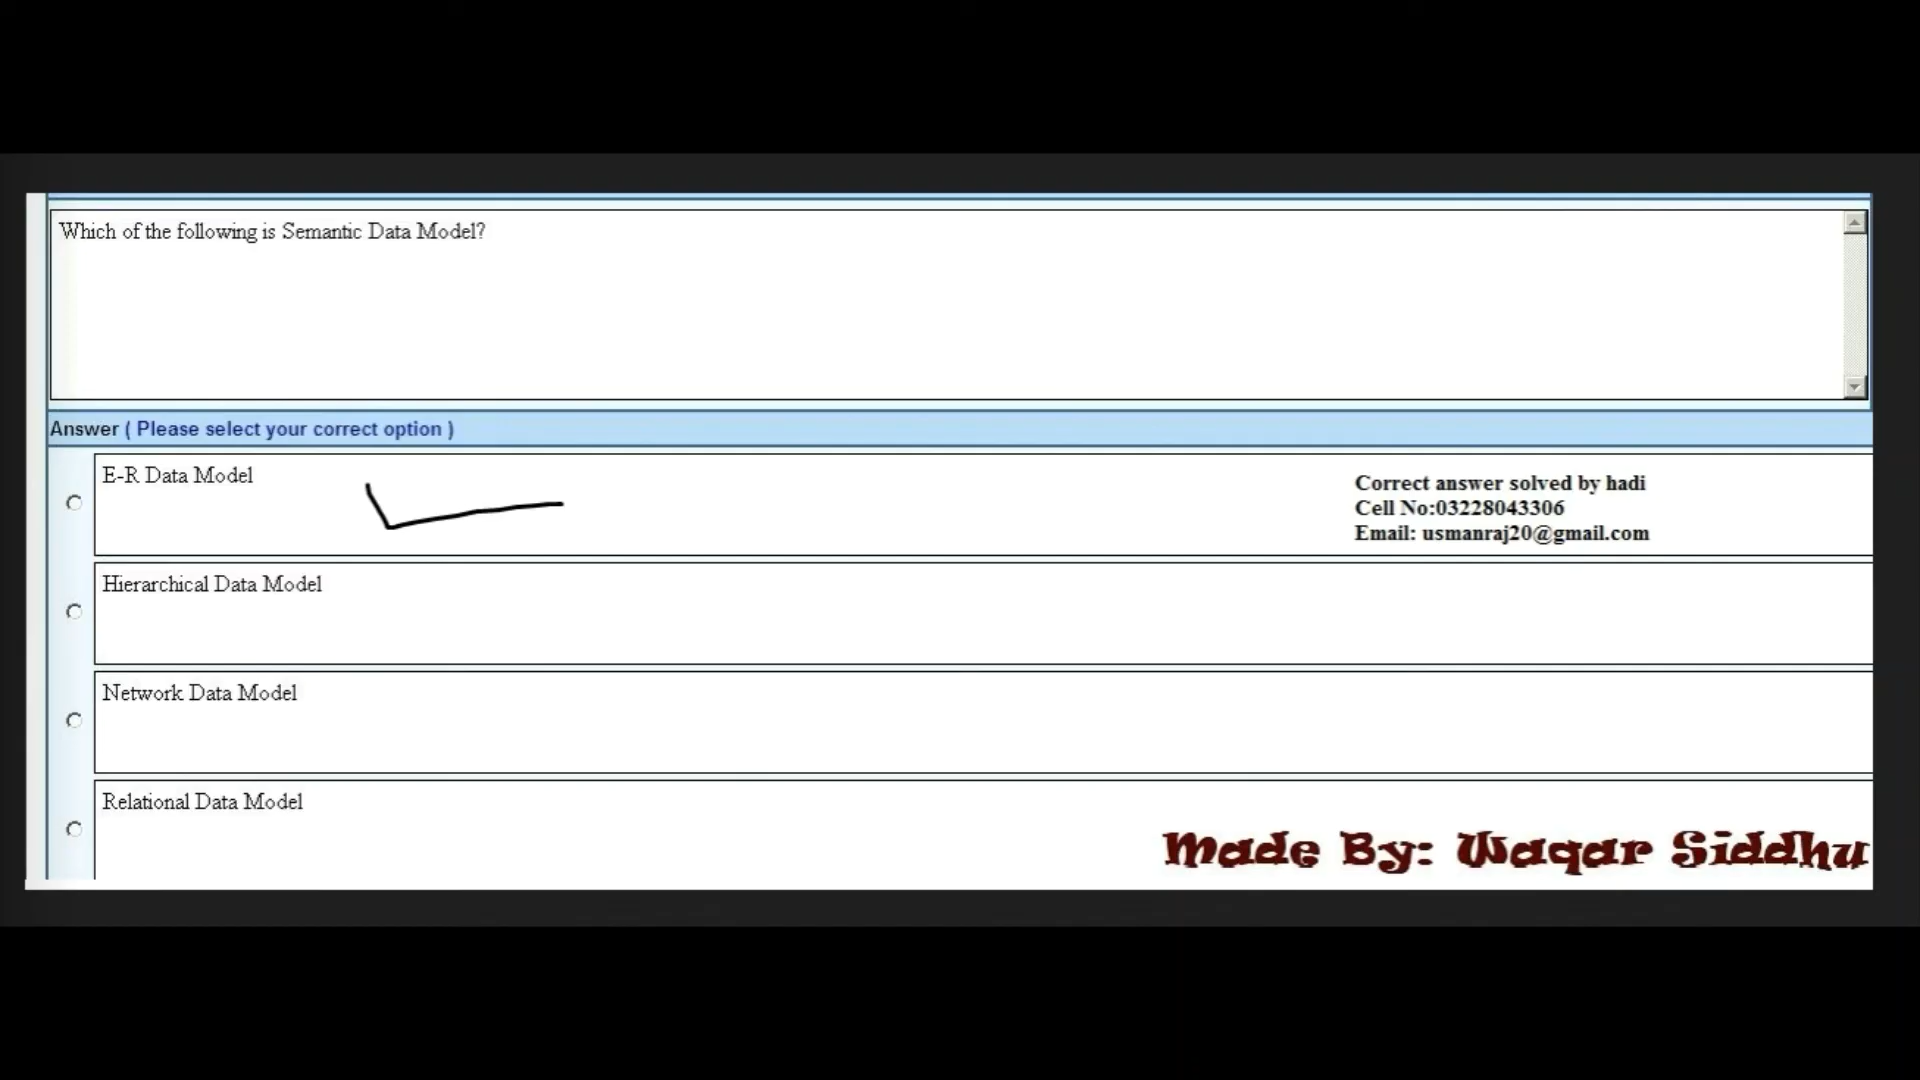 Which of the following is Semantic Data Model?
Answer ( Please select your correct option )
E-R Data Model
Correct answer solved by hadi
Cell No:03228043306
Email: usmanraj20@gmail.com
Hierarchical Data Model
Network Data Model
Relational Data Model
Made By: Waqar Siddhu